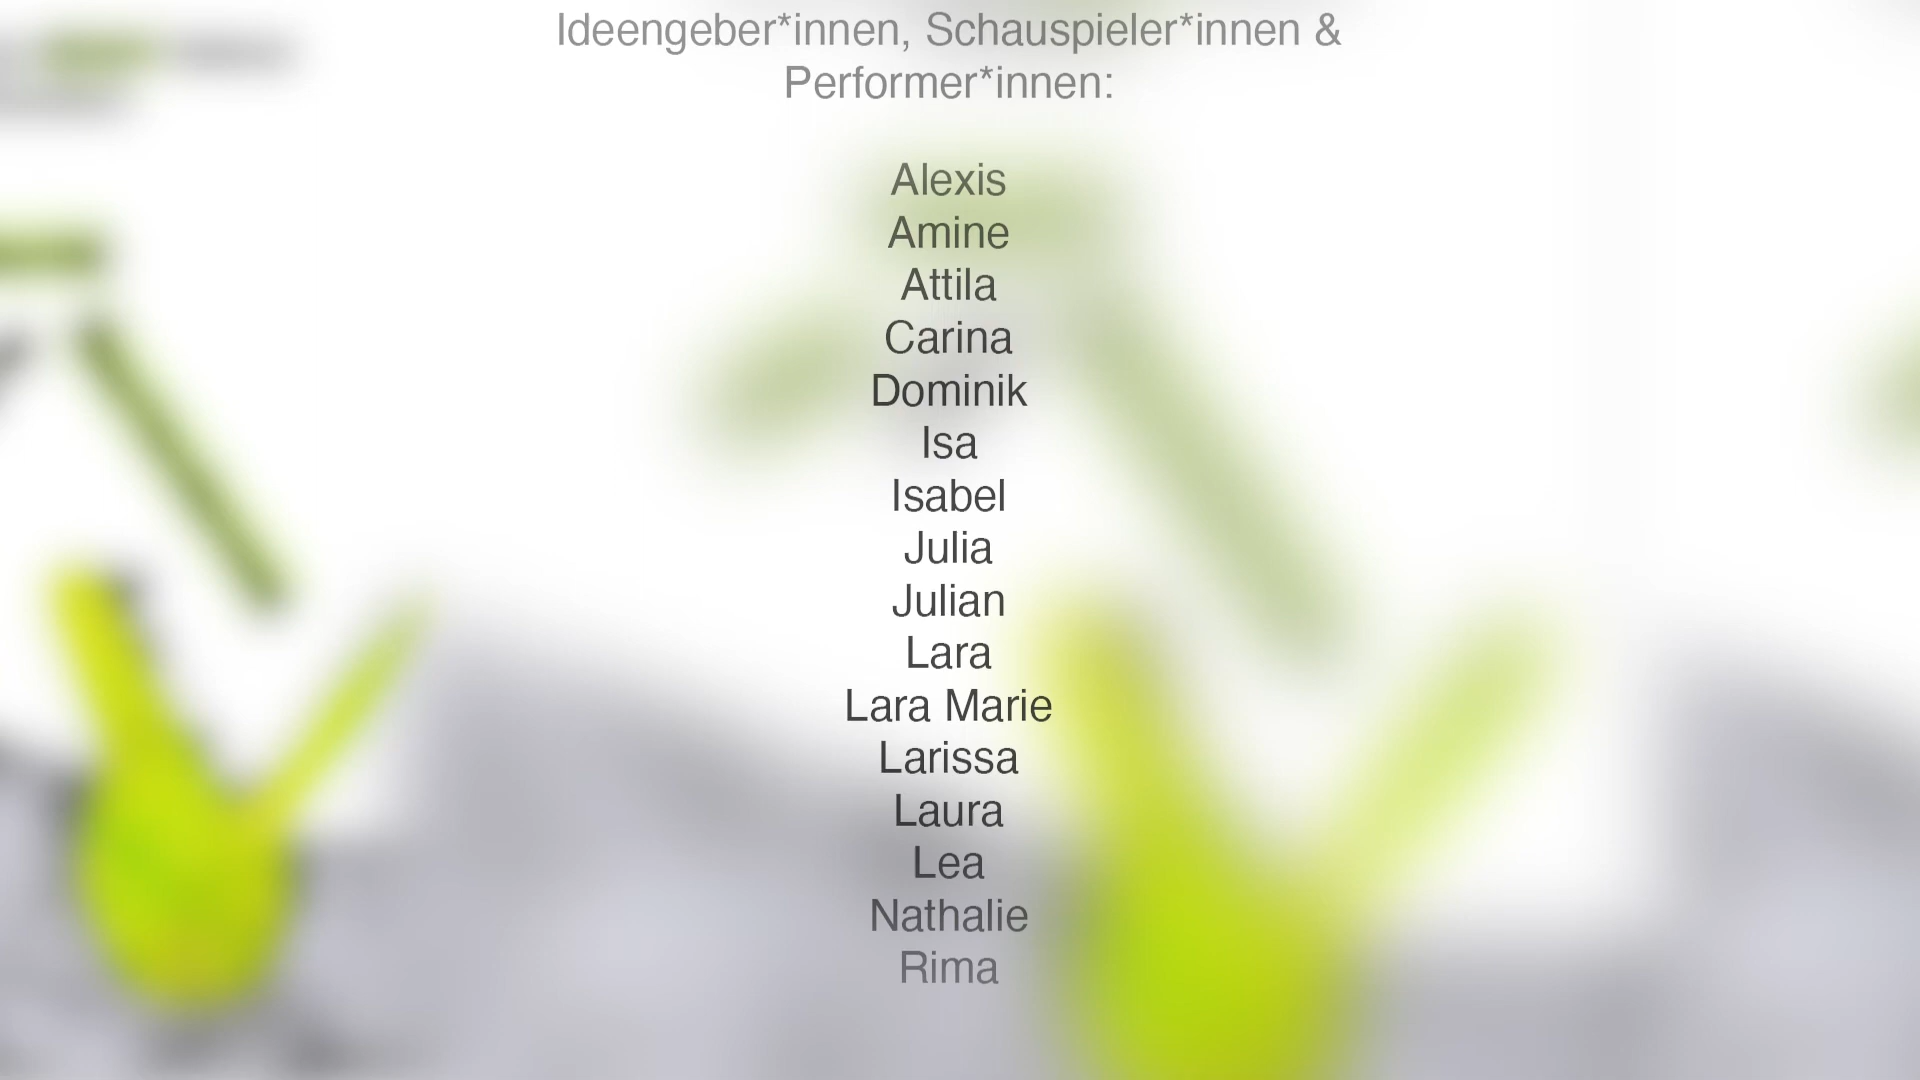 Ideengeber*innen, Schauspieler*innen &
Performer*innen:
Alexis
Amine
Attila
Carina
Dominik
Isa
Isabel
Julia
Julian
Lara
Lara Marie
Larissa
Laura
Lea
Nathalie
Rima